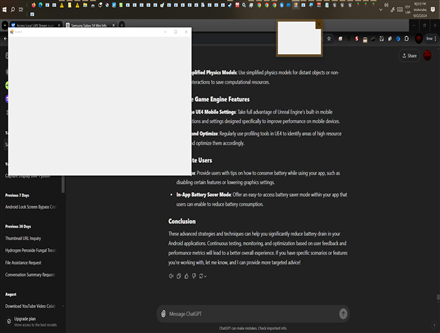 Samsung Galaxy S4 Mini Info
Share
Simplified Physics Models: Use simplified physics models for distant objects or non-
interactions to save computational resources.
Game Engine Features
UE4 Mobile Settings: Take full advantage of Unreal Engine's built-in mobile
and settings designed specifically to improve performance on mobile devices.
and Optimize: Regularly use profiling tools in UE4 to identify areas of high resource
and optimize them accordingly.
Users
Provide users with tips on how to conserve battery while using your app, such as
disabling certain features or lowering graphics settings.
In-App Battery Saver Mode: Offer an easy-to-access battery saver mode within your app that
users can enable to reduce battery consumption.
Conclusion
These advanced strategies and techniques can help you significantly reduce battery drain in your
Android applications. Continuous testing, monitoring, and optimization based on user feedback and
performance metrics will lead to a better overall experience. If you have specific scenarios or features
you're working with, let me know, and I can provide more targeted advice!
Previous 7 Days
Android Lock Screen Bypass
Previous 30 Days
Thumbnail URL Inquiry
Hydrogen Peroxide Fungal
File Assistance Request
Conversation Summary Request
August
Download YouTube Video
Upgrade plan
Message ChatGPT
ChatGPT can make mistakes. Check important info.